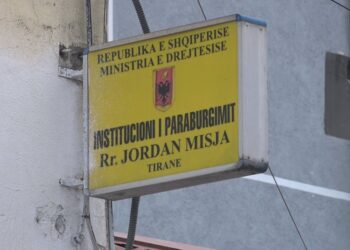 REPUBLIKA E SHQIPERISE
MINISTRIA E DREJTESISE
INSTITUCIONI I PARABURGIMIT
Rr. JORDAN MISJA
TIRANE